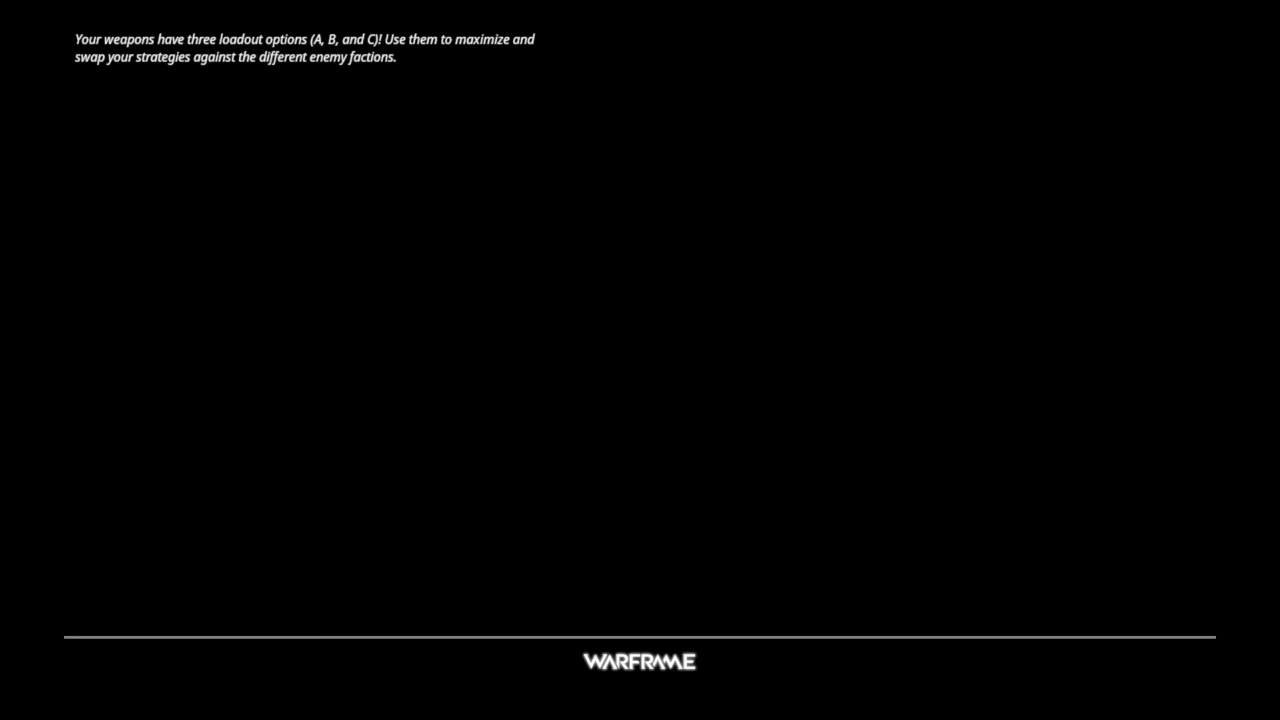 Your weapons have three loadout options (A, B, and C)! Use them to maximize and
swap your strategies against the different enemy factions.
WARFRAME